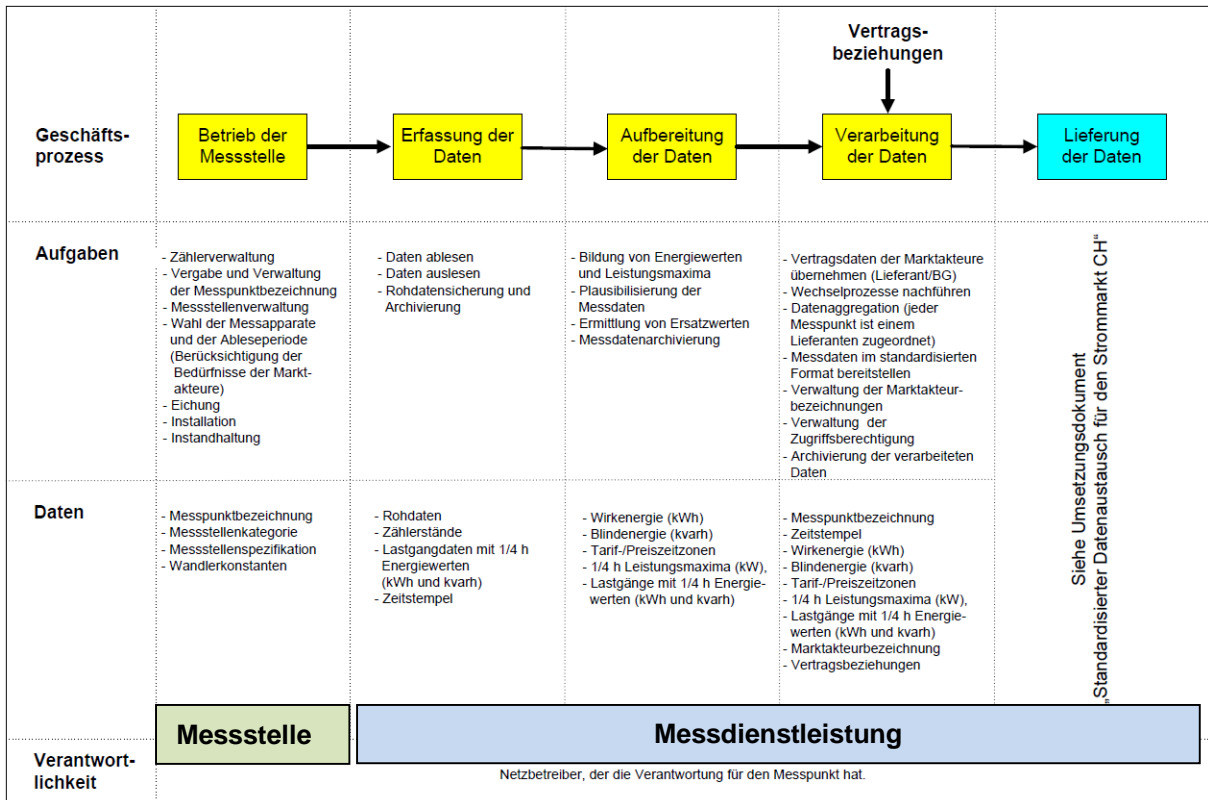 Vertrags-
beziehungen
Geschäfts-
prozess
Betrieb der
Messstelle
Erfassung der
Daten
Aufbereitung
der Daten
Verarbeitung
der Daten
Lieferung
der Daten
Aufgaben
- Zählerverwaltung
- Vergabe und Verwaltung
der Messpunktbezeichnung
- Messstellenverwaltung
- Wahl der Messapparate
und der Ableseperiode
(Berücksichtigung der
Bedürfnisse der Markt-
akteure)
- Eichung
- Installation
- Instandhaltung
- Daten ablesen
- Daten auslesen
- Rohdatensicherung und
Archivierung
- Bildung von Energiewerten
und Leistungsmaxima
- Plausibilisierung der
Messdaten
- Ermittlung von Ersatzwerten
- Messdatenarchivierung
- Vertragsdaten der Marktakteure
übernehmen (Lieferant/BG)
- Wechselprozesse nachführen
- Datenaggregation (jeder
Messpunkt ist einem
Lieferanten zugeordnet)
- Messdaten im standardisierten
Format bereitstellen
- Verwaltung der Marktakteur-
bezeichnungen
- Verwaltung der
Zugriffsberechtigung
- Archivierung der verarbeiteten
Daten
Siehe Umsetzungsdokument
„Standardisierter Datenaustausch für den Strommarkt CH“
Daten
- Messpunktbezeichnung
- Messstellenkategorie
- Messstellenspezifikation
- Wandlerkonstanten
- Rohdaten
- Zählerstände
- Lastgangdaten mit 1/4 h
Energiewerten
(kWh und kvarh)
- Zeitstempel
- Wirkenergie (kWh)
- Blindenergie (kvarh)
- Tarif-/Preiszeitzonen
- 1/4 h Leistungsmaxima (kW),
- Lastgänge mit 1/4 h Energie-
werten (kWh und kvarh)
- Messpunktbezeichnung
- Zeitstempel
- Wirkenergie (kWh)
- Blindenergie (kvarh)
- Tarif-/Preiszeitzonen
- 1/4 h Leistungsmaxima (kW),
- Lastgänge mit 1/4 h Energie-
werten (kWh und kvarh)
- Marktakteurbezeichnung
- Vertragsbeziehungen
Messstelle
Messdienstleistung
Verantwort-
lichkeit
Netzbetreiber, der die Verantwortung für den Messpunkt hat.